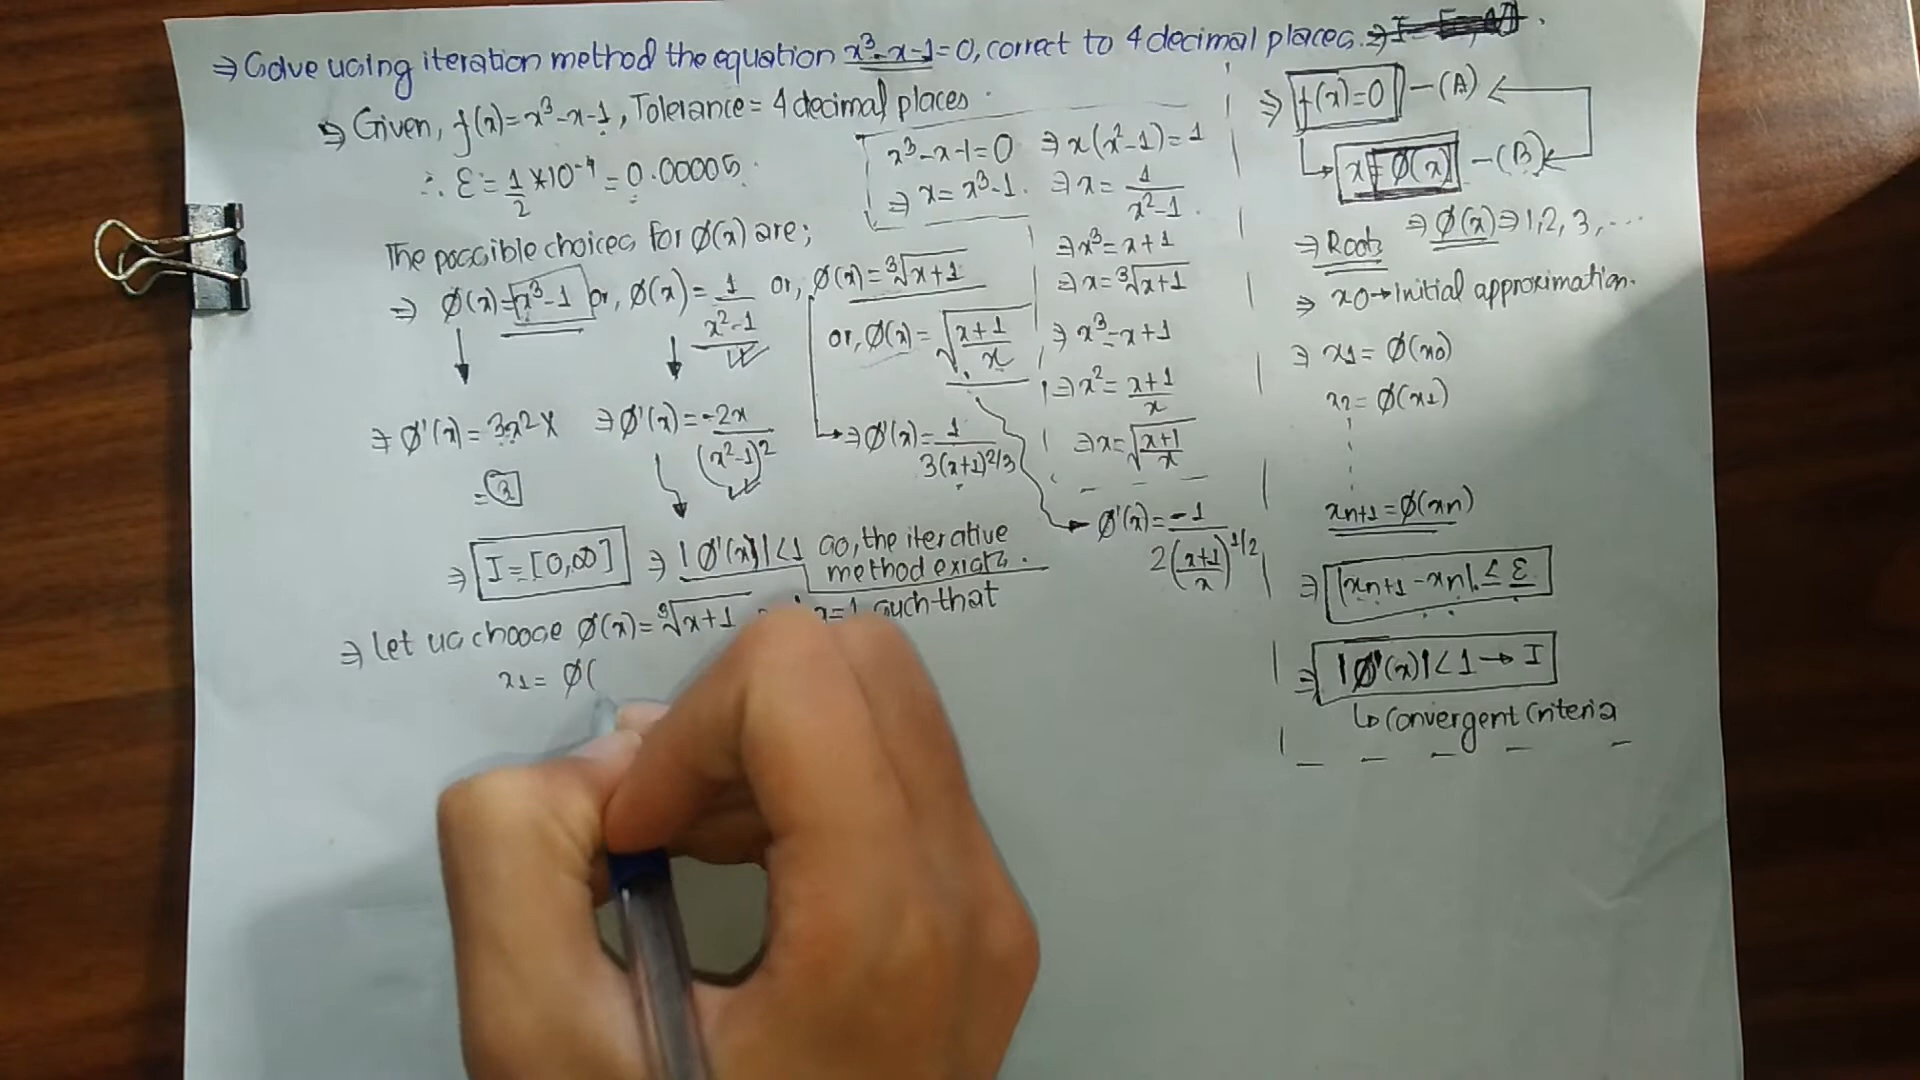 ⇒ Solve using iteration method the equation x³-x-1=0, correct to 4 decimal places.
⇒ Given, f(x)=x³-x-1, Tolerance = 4 decimal places.
∴ ε = 1/2 * 10⁻⁴ = 0.00005.
The possible choices for Ø(x) are;
⇒ Ø(x)=x³-1 or, Ø(x)=1/(x²-1) or, Ø(x)=∛(x+1)
or, Ø(x)=√((x+1)/x)
⇒ Ø'(x)=3x² X ⇒ Ø'(x)=-2x/(x²-1)² ⇒ Ø'(x)=1/(3(x+1)^(2/3))
= 3
Ø'(x)=-1/(2((x+1)/x)^(1/2))
⇒ I=[0,∞] ⇒ |Ø'(x)|<1 so, the iterative
method exists.
⇒ Let us choose Ø(x)=∛(x+1) x=1 such that
x1= Ø(
x³-x-1=0 ⇒ x(x²-1)=1
⇒ x=x³-1. ⇒ x=1/(x²-1).
⇒ x³=x+1
⇒ x=∛(x+1)
⇒ x³=x+1
⇒ x²=(x+1)/x
⇒ x=√((x+1)/x)
⇒ f(x)=0 -(A)
x=Ø(x) -(B)
⇒ Roots ⇒ Ø(x) ⇒ 1,2,3,...
⇒ x0→Initial approximation.
⇒ x1= Ø(x0)
x2= Ø(x1)
xn+1=Ø(xn)
⇒ |xn+1-xn| ≤ ε
⇒ |Ø'(x)|<1→I
↳ Convergent Criteria